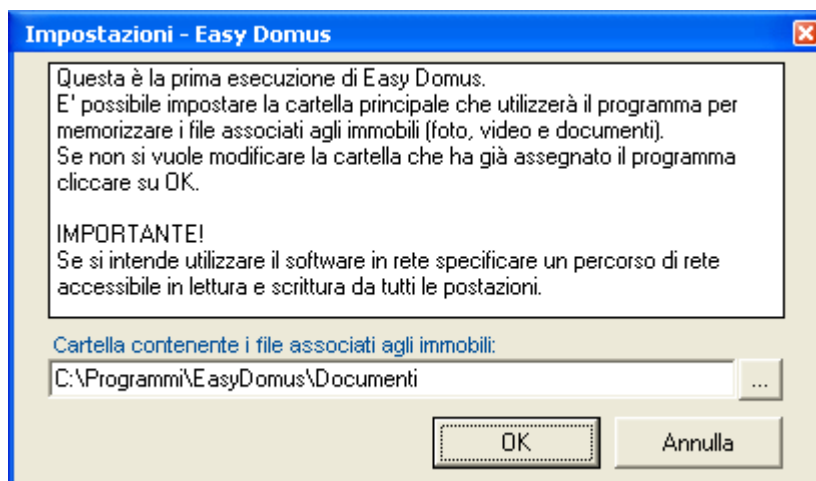 Impostazioni - Easy Domus
Questa è la prima esecuzione di Easy Domus.
E' possibile impostare la cartella principale che utilizzerà il programma per
memorizzare i file associati agli immobili (foto, video e documenti).
Se non si vuole modificare la cartella che ha già assegnato il programma
cliccare su OK.
IMPORTANTE!
Se si intende utilizzare il software in rete specificare un percorso di rete
accessibile in lettura e scrittura da tutti le postazioni.
Cartella contenente i file associati agli immobili:
C:\Programmi\EasyDomus\Documenti
...
OK
Annulla